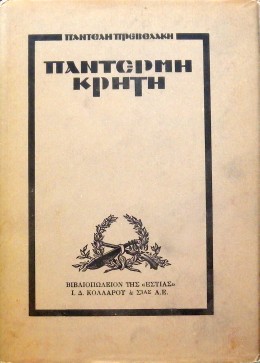 ΠΑΝΤΕΛΗ ΠΡΕΒΕΛΑΚΗ
ΠΑΝΤΕΡΜΗ
ΚΡΗΤΗ
ΒΙΒΛΙΟΠΩΛΕΙΟΝ ΤΗΣ «ΕΣΤΙΑΣ»
Ι. Δ. ΚΟΛΛΑΡΟΥ & ΣΙΑΣ Α.Ε.